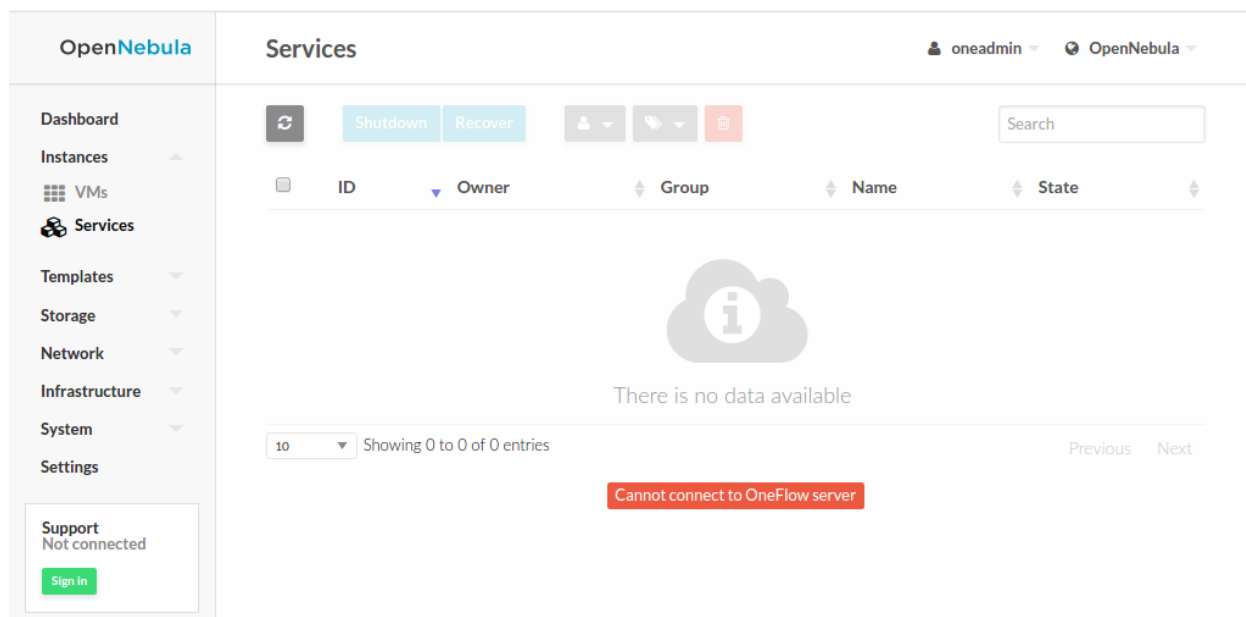 OpenNebula
Services
oneadmin
OpenNebula
Dashboard
Instances
VMs
Services
Templates
Storage
Network
Infrastructure
System
Settings
Support
Not connected
Sign in
Shutdown Recover
Search
ID Owner Group Name State
There is no data available
10 Showing 0 to 0 of 0 entries
Previous Next
Cannot connect to OneFlow server